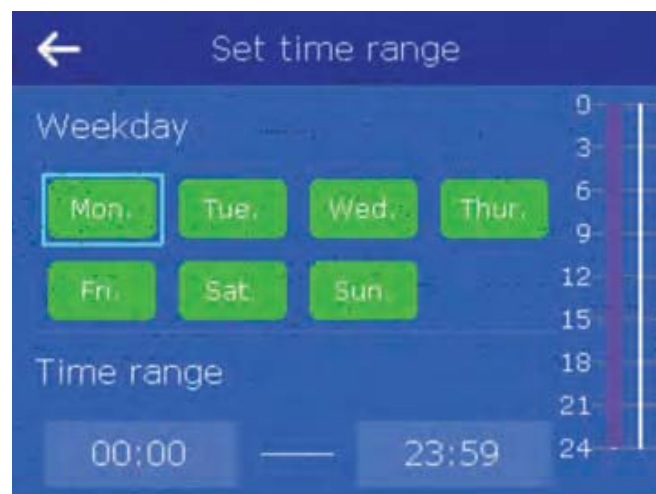 Set time range
Weekday
Mon. Tue. Wed. Thur.
Fri. Sat. Sun.
Time range
00:00 — 23:59
0
3
6
9
12
15
18
21
24